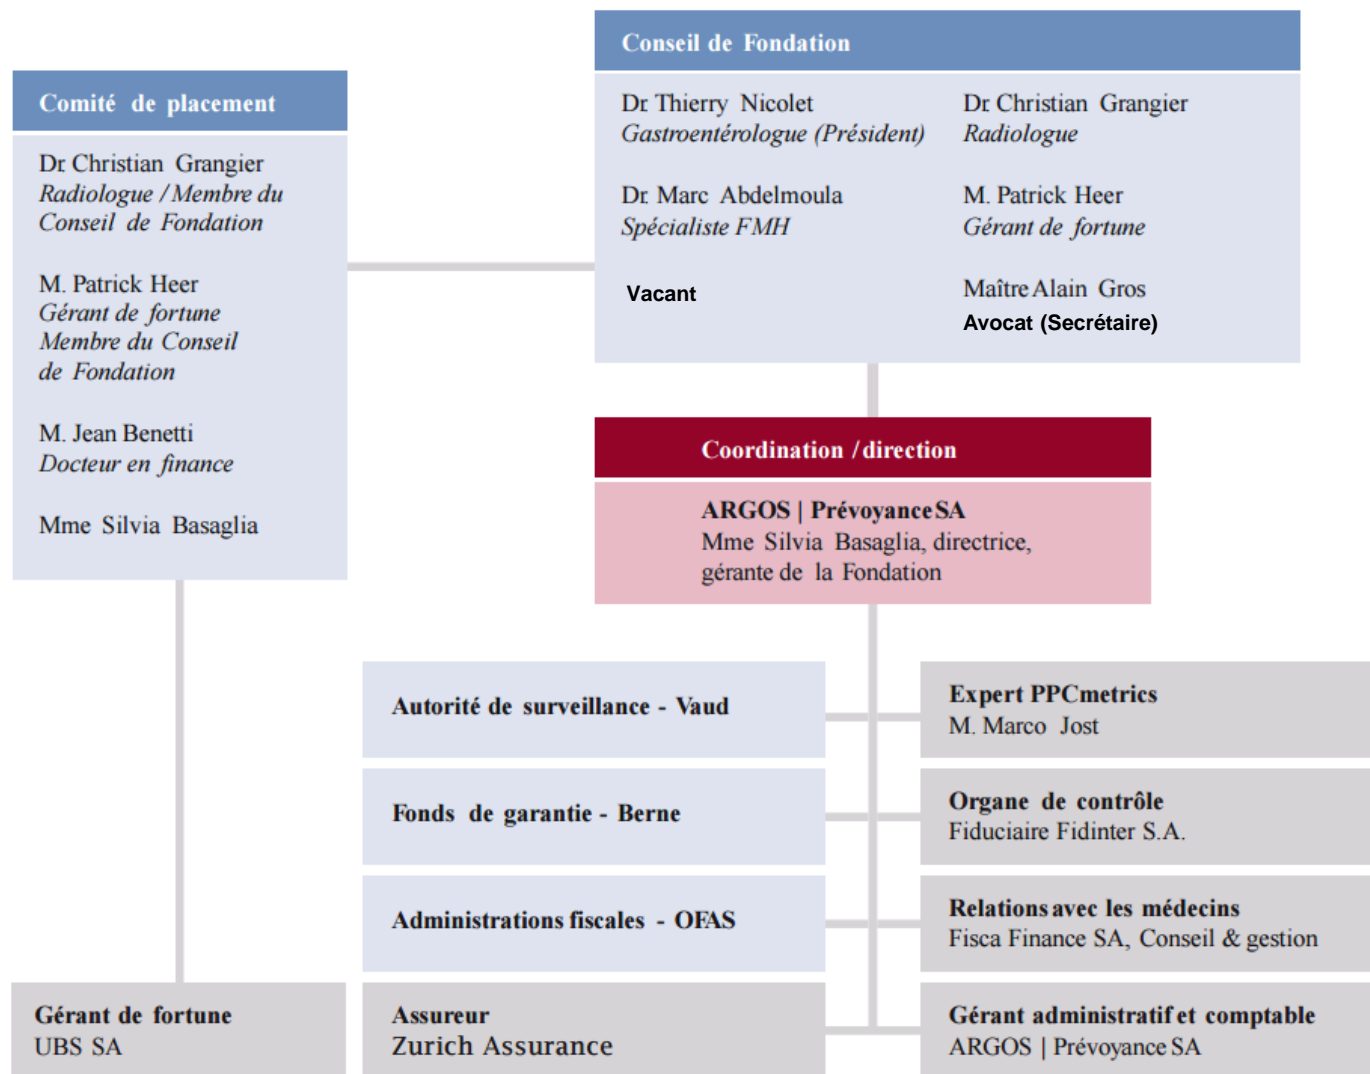 Comité de placement
Dr. Christian Grangier
Radiologue / Membre du
Conseil de Fondation
M. Patrick Heer
Gérant de fortune
Membre du Conseil
de Fondation
M. Jean Benetti
Docteur en finance
Mme Silvia Basaglia
Conseil de Fondation
Dr. Thierry Nicolet
Gastroentérologue (Président)
Dr. Marc Abdelmoula
Spécialiste FMH
Vacant
Dr. Christian Grangier
Radiologue
M. Patrick Heer
Gérant de fortune
Maître Alain Gros
Avocat (Secrétaire)
Coordination / direction
ARGOS | Prévoyance SA
Mme Silvia Basaglia, directrice,
gérante de la Fondation
Autorité de surveillance - Vaud
Expert PPCmetrics
M. Marco Jost
Fonds de garantie - Berne
Organe de contrôle
Fiduciaire Fidinter S.A.
Administrations fiscales - OFAS
Relations avec les médecins
Fisca Finance SA, Conseil & gestion
Gérant de fortune
UBS SA
Assureur
Zurich Assurance
Gérant administratif et comptable
ARGOS | Prévoyance SA